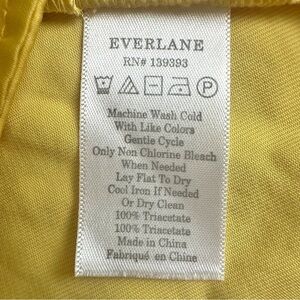 EVERLANE
RN# 139393
P
Machine Wash Cold
With Like Colors
Gentle Cycle
Only Non Chlorine Bleach
When Needed
Lay Flat To Dry
Cool Iron If Needed
Or Dry Clean
100% Triacetate
100% Triacetate
Made in China
Fabriqué en Chine